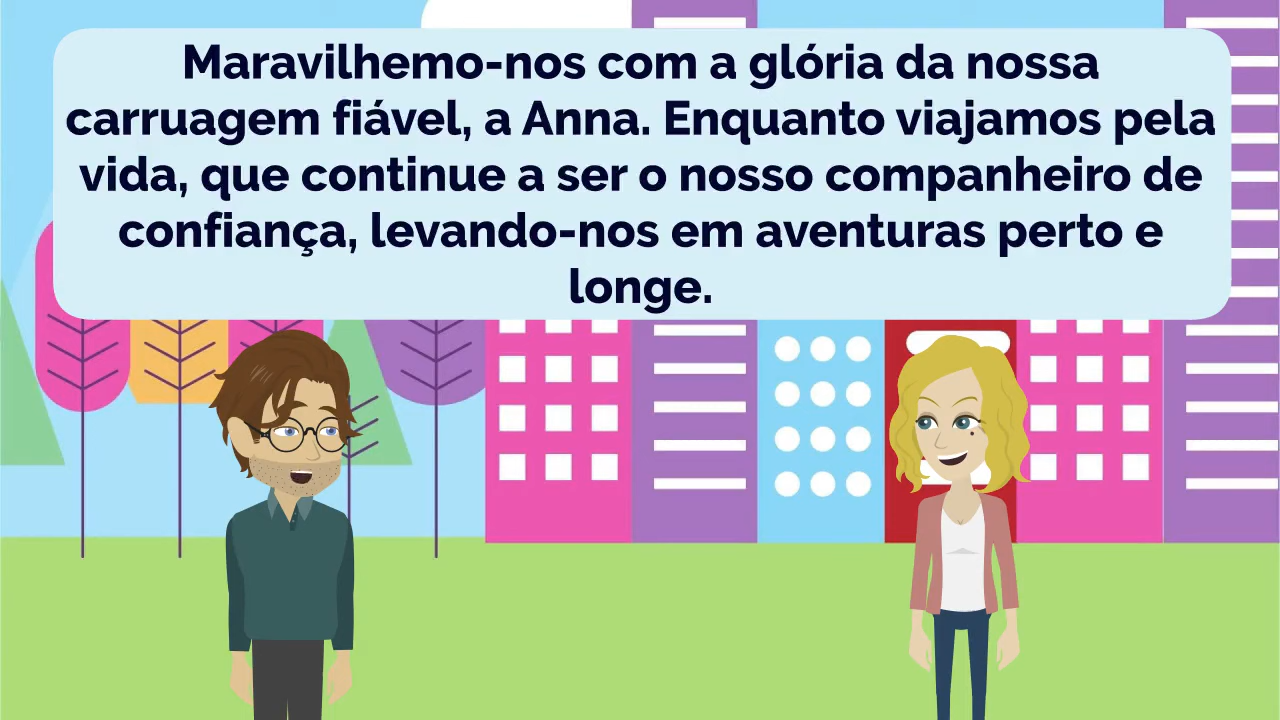 Maravilhemo-nos com a glória da nossa
carruagem fiável, a Anna. Enquanto viajamos pela
vida, que continue a ser o nosso companheiro de
confiança, levando-nos em aventuras perto e
longe.